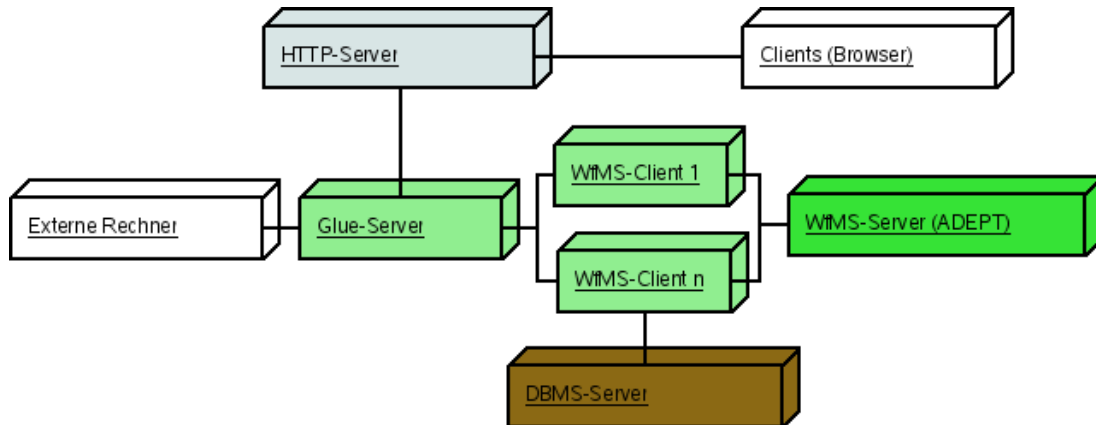 HTTP-Server
Clients (Browser)
WfMS-Client 1
Externe Rechner
Glue-Server
WfMS-Server (ADEPT)
WfMS-Client n
DBMS-Server